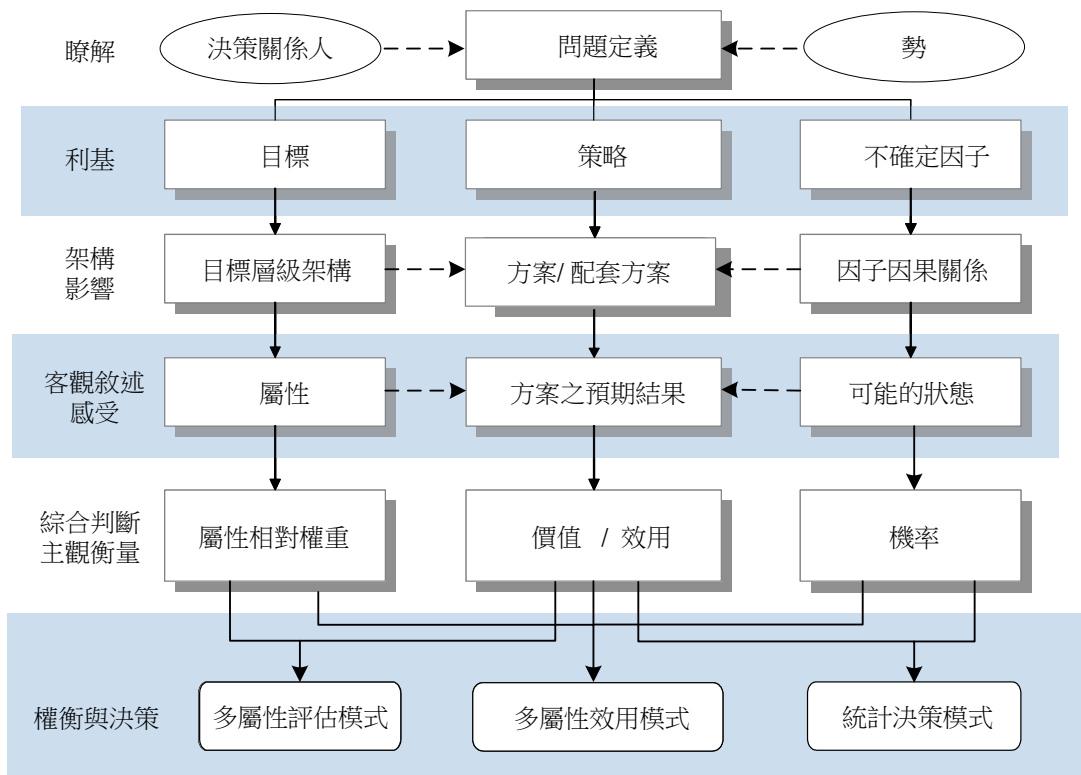 瞭解
決策關係人
問題定義
勢
利基
目標
策略
不確定因子
架構
影響
目標層級架構
方案/ 配套方案
因子因果關係
客觀敘述
感受
屬性
方案之預期結果
可能的狀態
綜合判斷
主觀衡量
屬性相對權重
價值 / 效用
機率
權衡與決策
多屬性評估模式
多屬性效用模式
統計決策模式